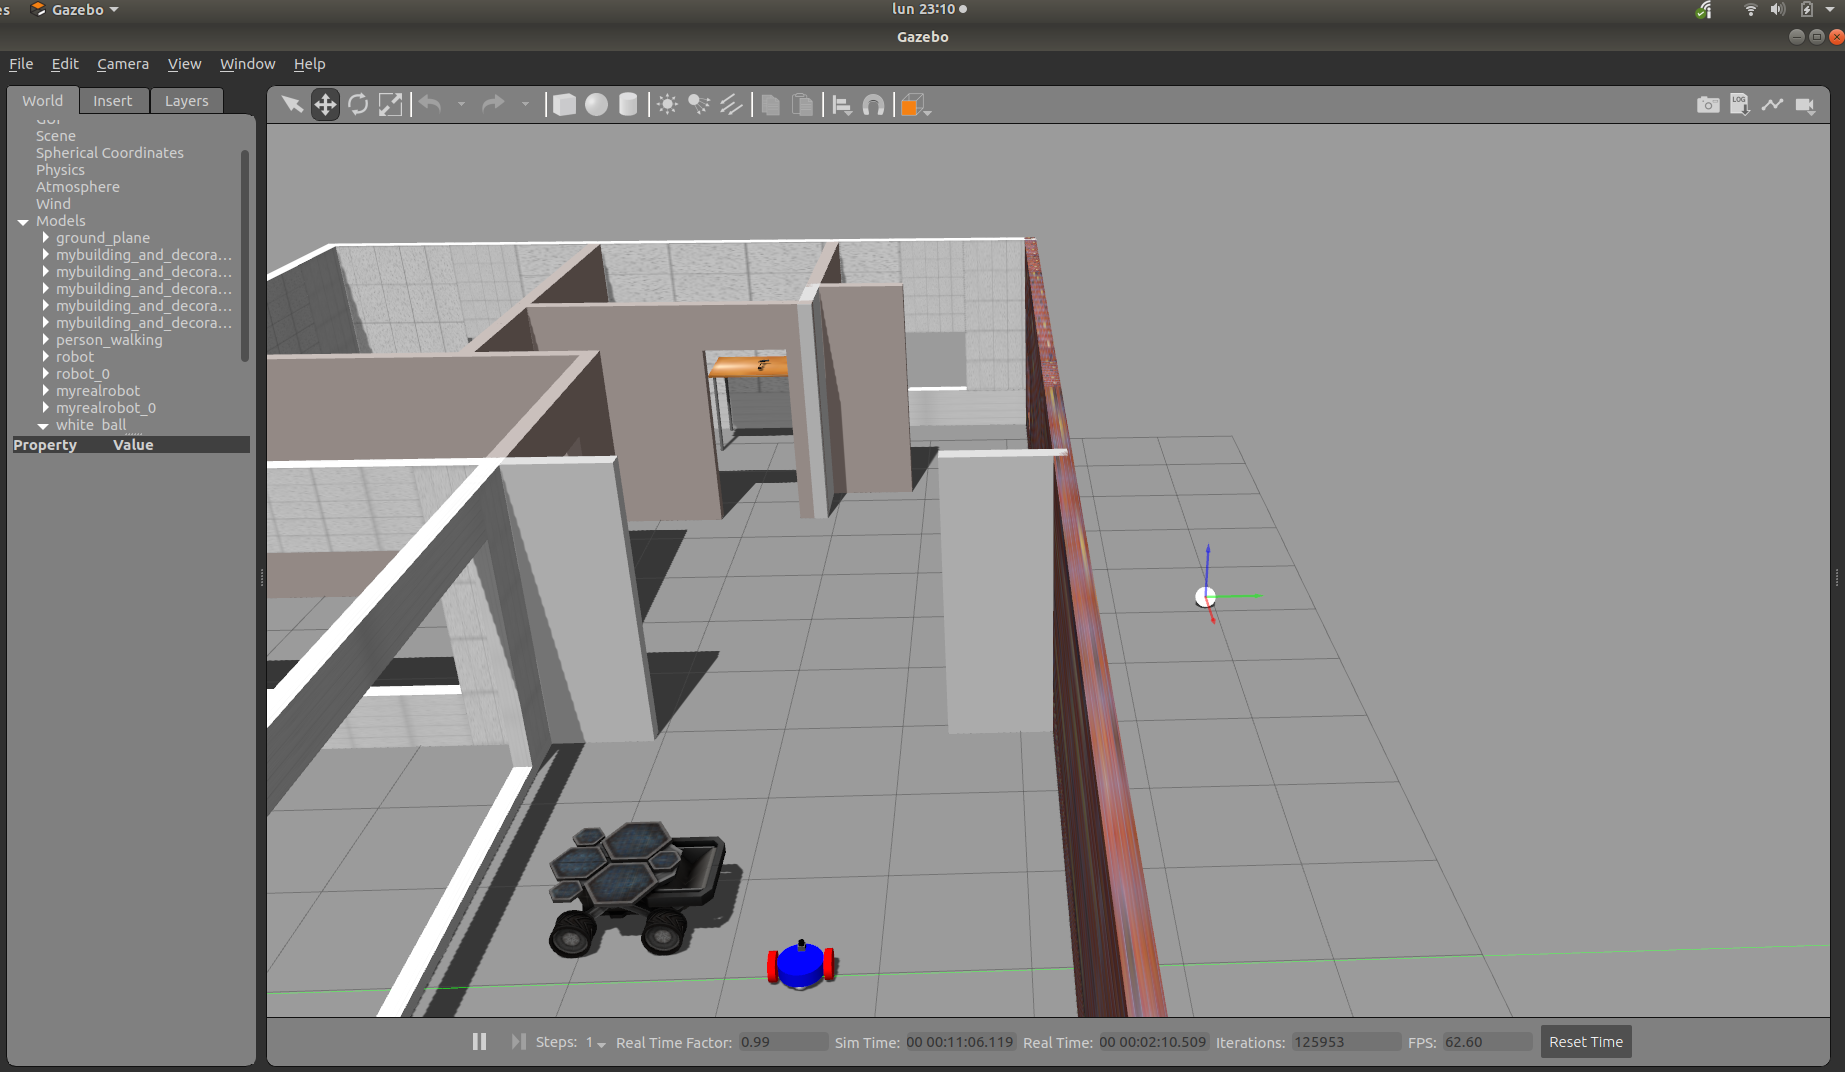 es Gazebo lun 23:10
Gazebo
File Edit Camera View Window Help
World Insert Layers
GUI
Scene
Spherical Coordinates
Physics
Atmosphere
Wind
Models
ground_plane
mybuilding_and_decora...
mybuilding_and_decora...
mybuilding_and_decora...
mybuilding_and_decora...
mybuilding_and_decora...
person_walking
robot
robot_0
myrealrobot
myrealrobot_0
white_ball
Property Value
LOG
Steps: 1 Real Time Factor: 0.99 Sim Time: 00 00:11:06.119 Real Time: 00 00:02:10.509 Iterations: 125953 FPS: 62.60 Reset Time